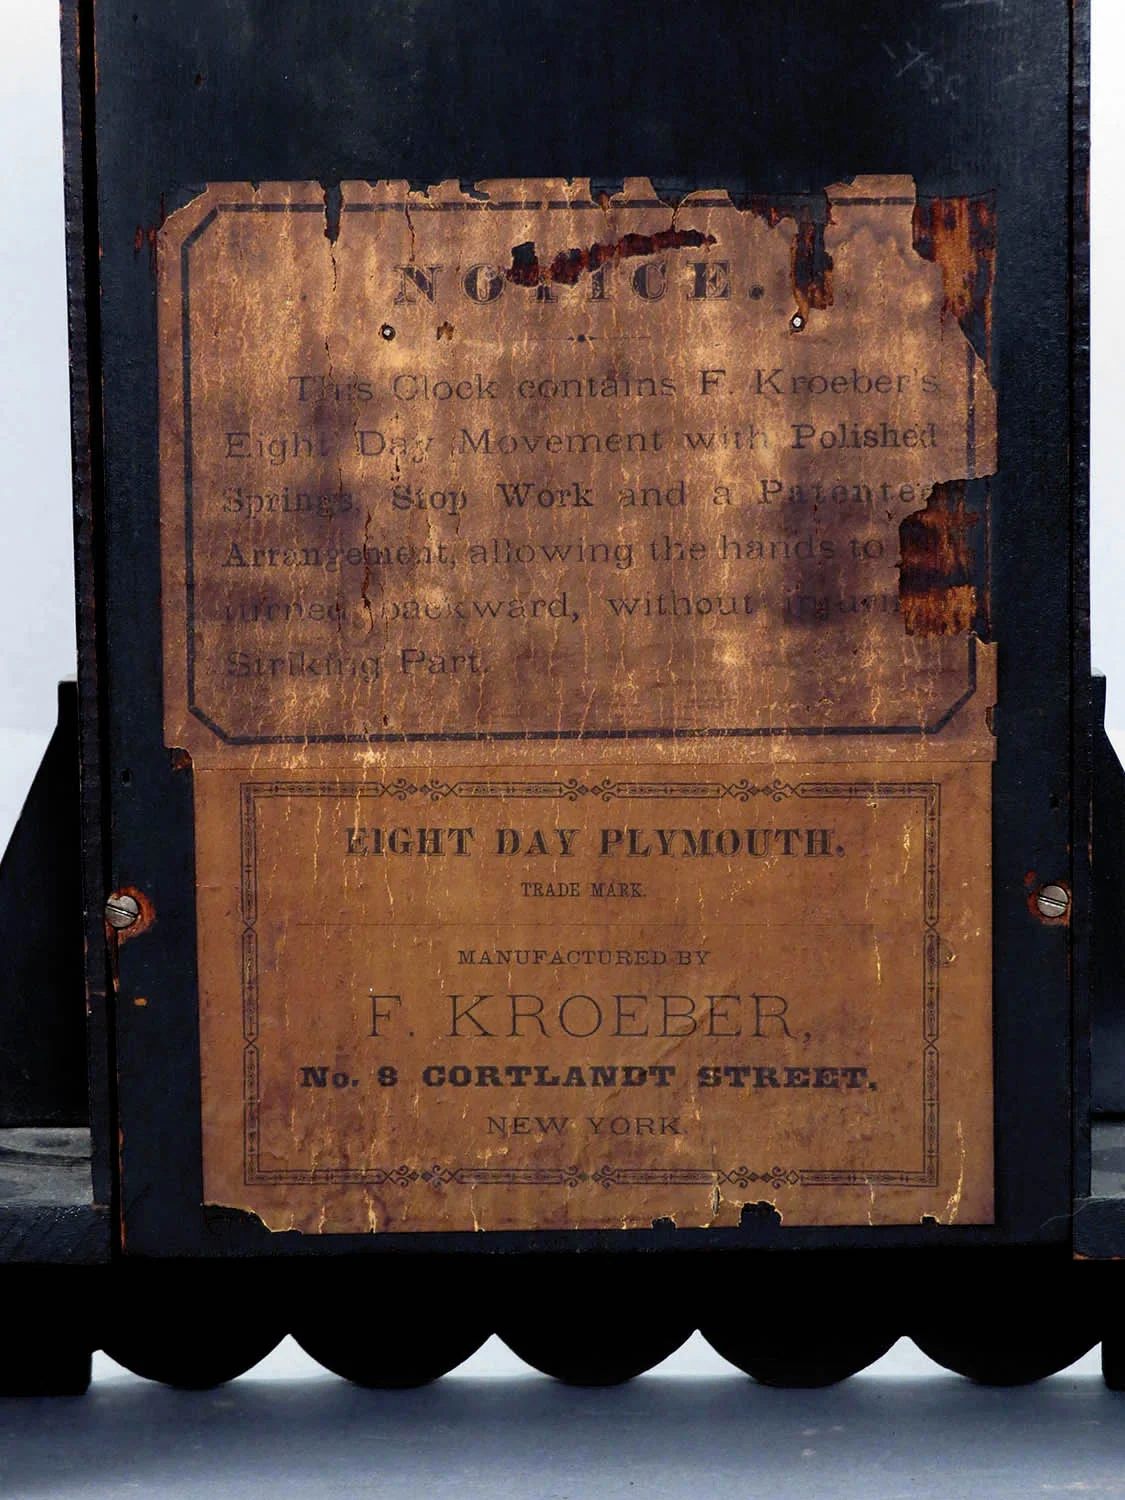 NOTICE.
This Clock contains F. Kroeber's
Eight Day Movement with Polished
Springs, Stop Work and a Patented
Arrangement, allowing the hands to
turned backward, without
Striking Part.
EIGHT DAY PLYMOUTH.
TRADE MARK.
MANUFACTURED BY
F. KROEBER,
No. 8 CORTLANDT STREET,
NEW YORK.